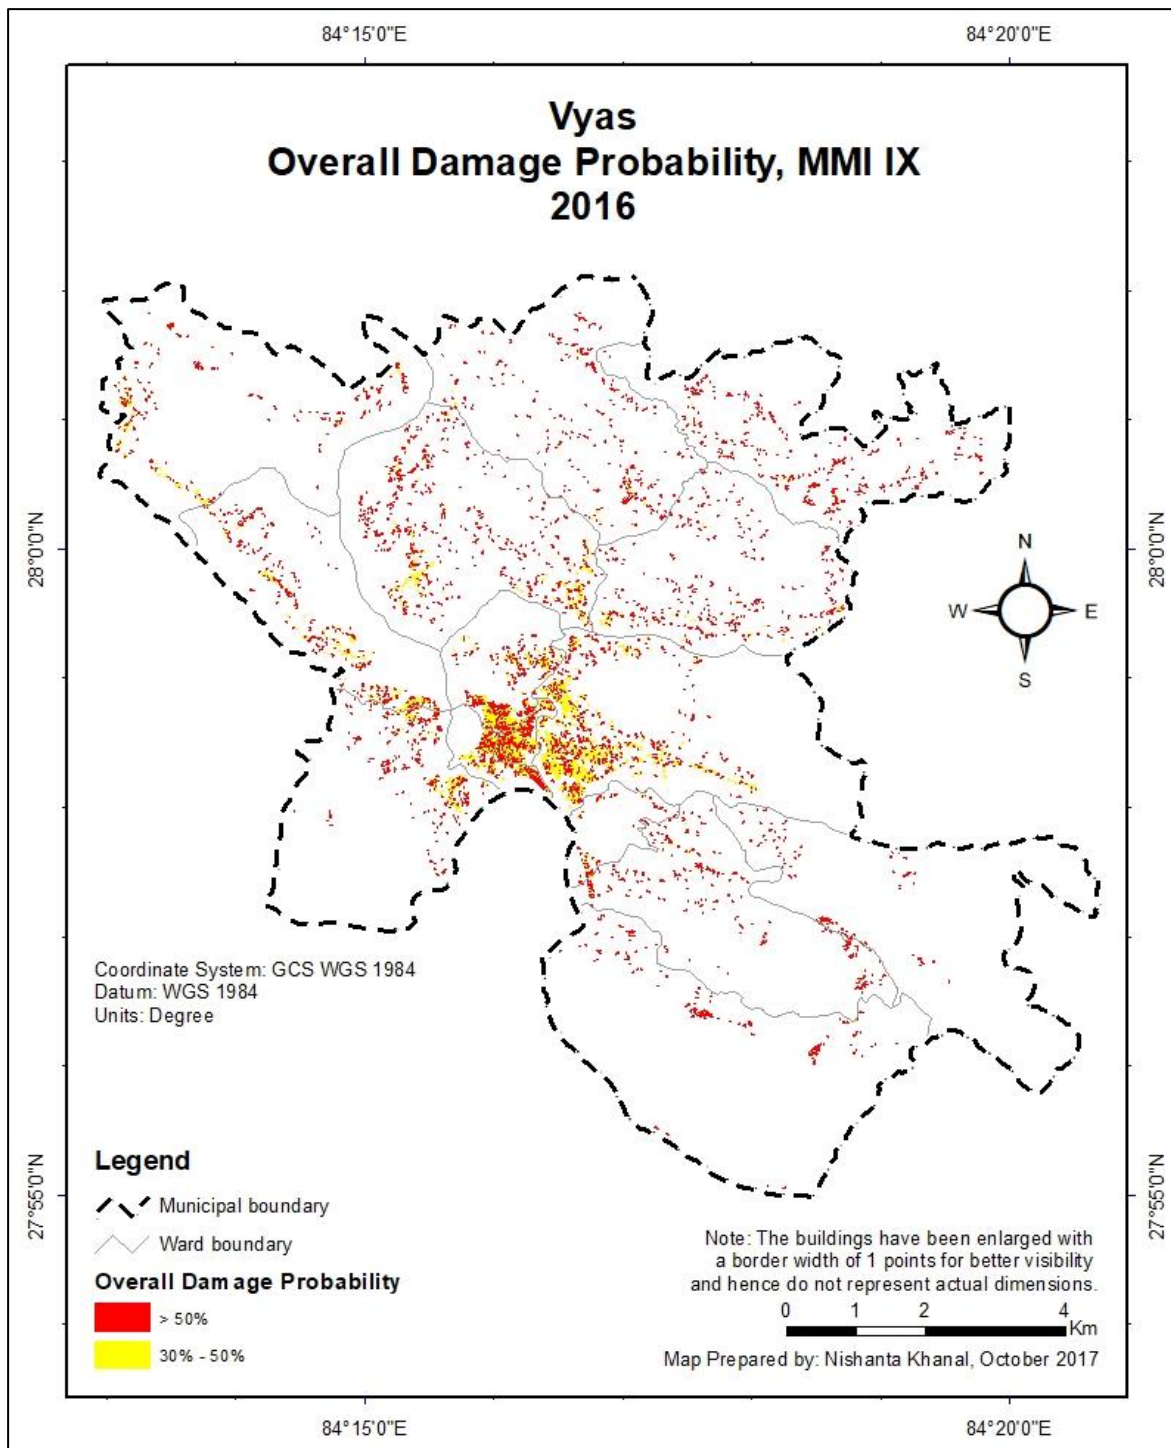 84°15'0"E
84°20'0"E
Vyas
Overall Damage Probability, MMI IX
2016
28°0'0"N
28°0'0"N
N
W
E
S
Coordinate System: GCS WGS 1984
Datum: WGS 1984
Units: Degree
Legend
Municipal boundary
Ward boundary
Overall Damage Probability
> 50%
30% - 50%
27°55'0"N
27°55'0"N
Note: The buildings have been enlarged with
a border width of 1 points for better visibility
and hence do not represent actual dimensions.
0 1 2 4
Km
Map Prepared by: Nishanta Khanal, October 2017
84°15'0"E
84°20'0"E